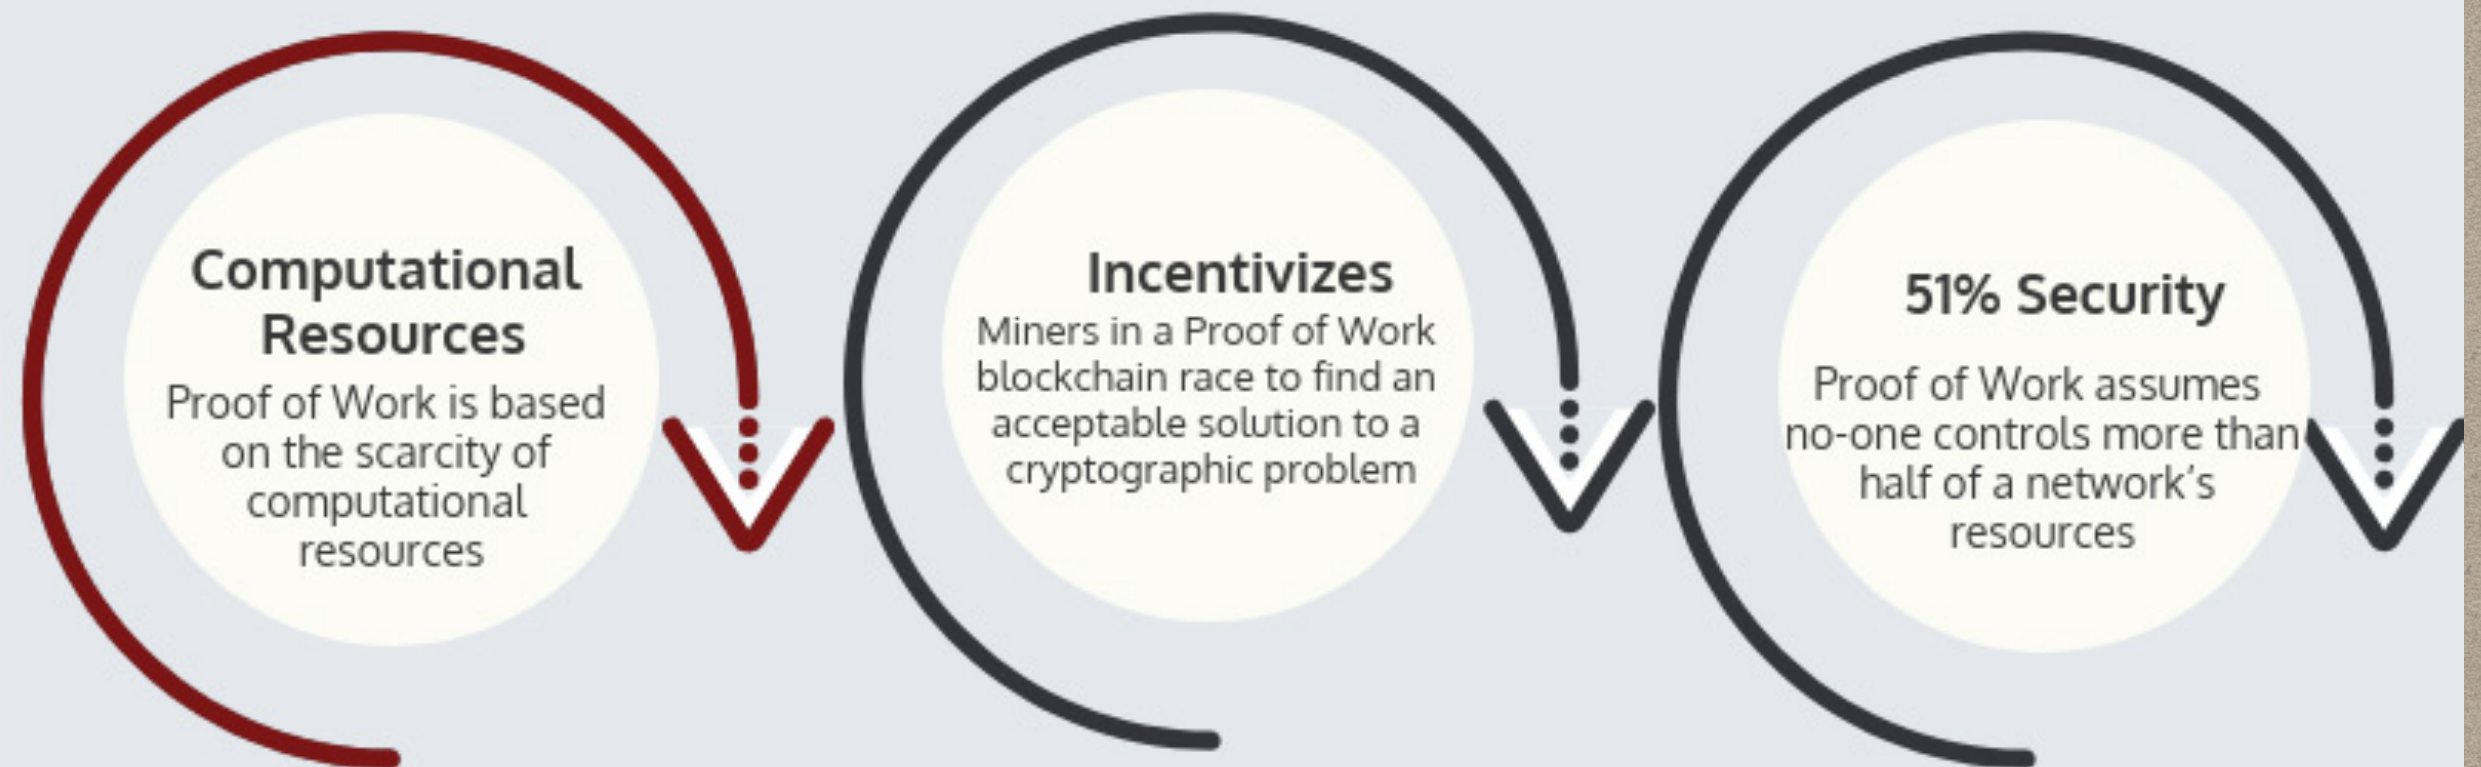 Computational
Resources
Proof of Work is based
on the scarcity of
computational
resources
Incentivizes
Miners in a Proof of Work
blockchain race to find an
acceptable solution to a
cryptographic problem
51% Security
Proof of Work assumes
no-one controls more than
half of a network's
resources